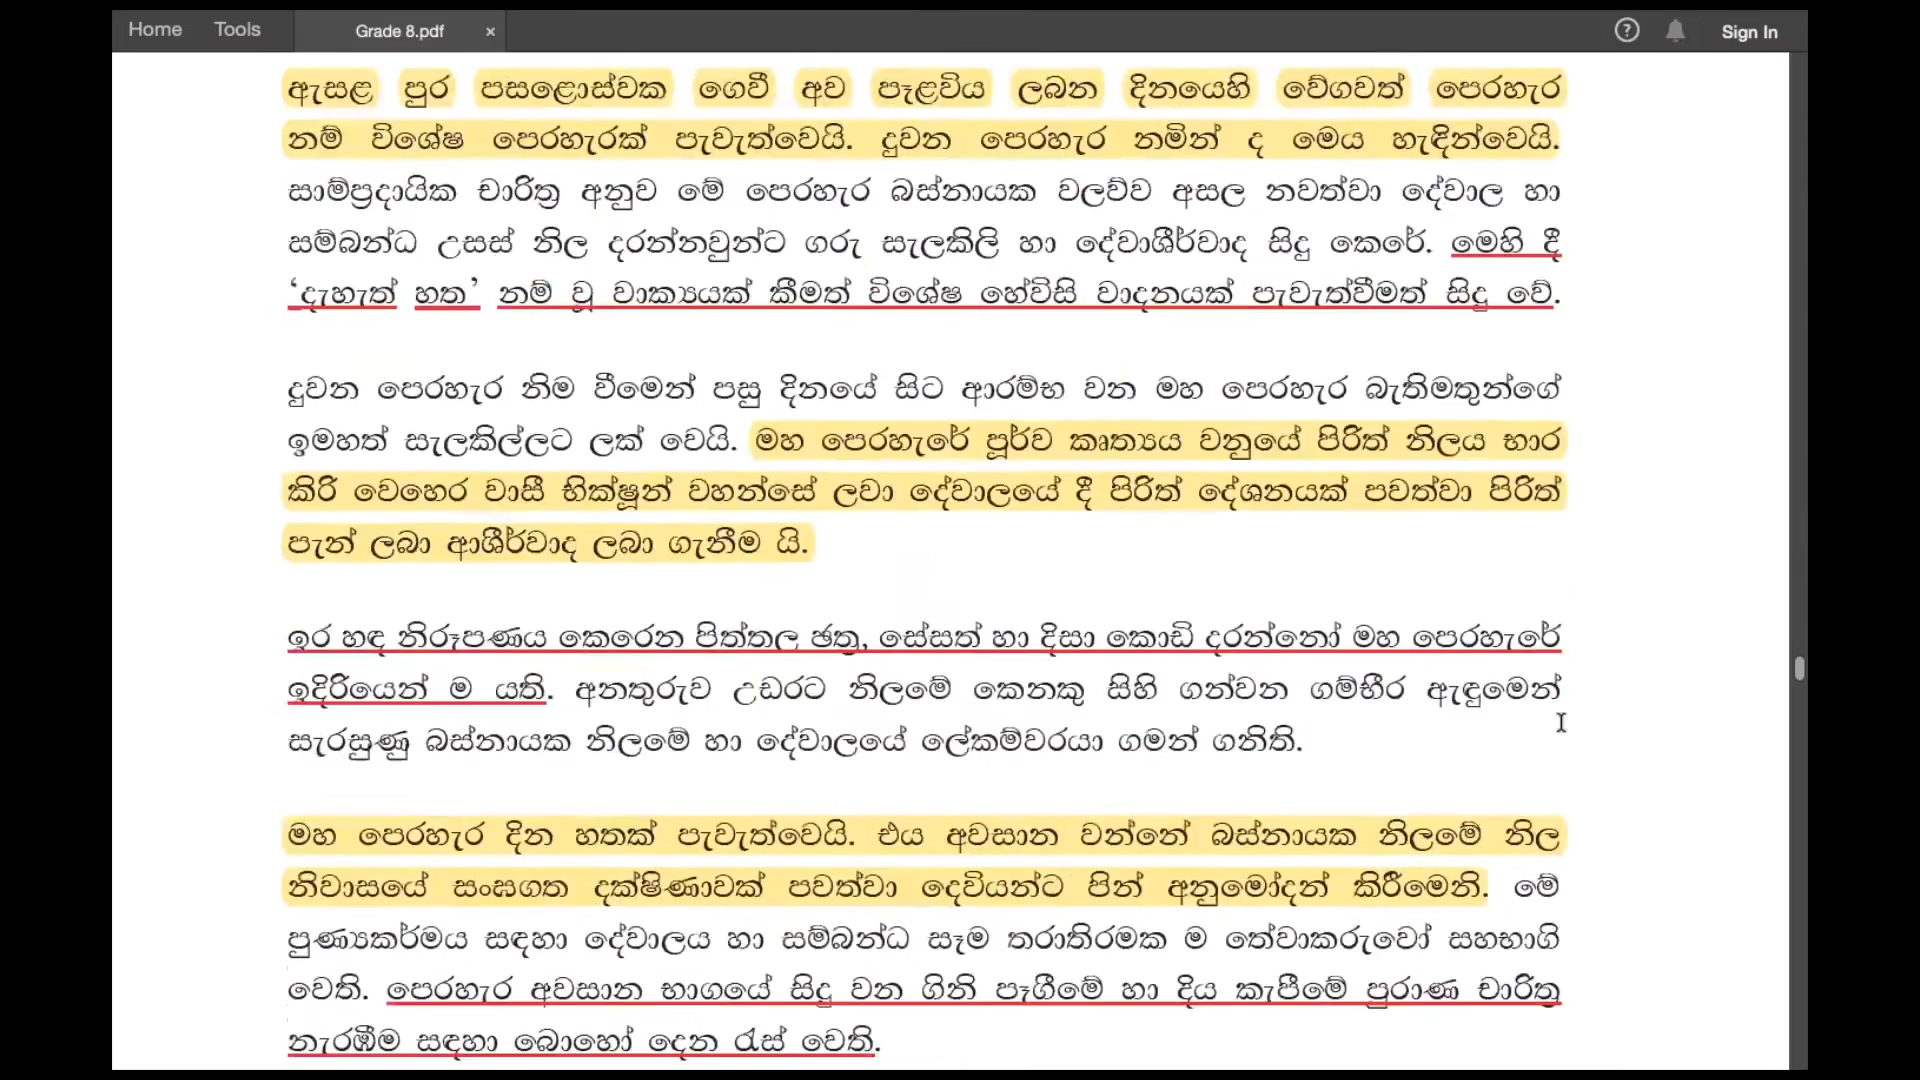 Home Tools Grade 8.pdf × ? Sign In
ඇසළ පුර පසළොස්වක ගෙවී අව පෑළවිය ලබන දිනයෙහි වේගවත් පෙරහැර
නම් විශේෂ පෙරහැරක් පැවැත්වෙයි. දුවන පෙරහැර නමින් ද මෙය හැඳින්වෙයි.
සාම්ප්‍රදායික චාරිත්‍ර අනුව මේ පෙරහැර බස්නායක වලව්ව අසල නවත්වා දේවාල හා
සම්බන්ධ උසස් නිල දරන්නවුන්ට ගරු සැලකිලි හා දේවාශීර්වාද සිදු කෙරේ. මෙහි දී
‘දැහැත් හත’ නම් වූ වාක්‍යයක් කීමත් විශේෂ හේවිසි වාදනයක් පැවැත්වීමත් සිදු වේ.
දුවන පෙරහැර නිම වීමෙන් පසු දිනයේ සිට ආරම්භ වන මහ පෙරහැර බැතිමතුන්ගේ
ඉමහත් සැලකිල්ලට ලක් වෙයි. මහ පෙරහැරේ පූර්ව කෘත්‍යය වනුයේ පිරිත් නිලය භාර
කිරි වෙහෙර වාසී භික්ෂූන් වහන්සේ ලවා දේවාලයේ දී පිරිත් දේශනයක් පවත්වා පිරිත්
පැන් ලබා ආශීර්වාද ලබා ගැනීම යි.
ඉර හඳ නිරූපණය කෙරෙන පිත්තල ඡත්‍ර, සේසත් හා දිසා කොඩි දරන්නෝ මහ පෙරහැරේ
ඉදිරියෙන් ම යති. අනතුරුව උඩරට නිලමේ කෙනකු සිහි ගන්වන ගම්භීර ඇඳුමෙන්
සැරසුණු බස්නායක නිලමේ හා දේවාලයේ ලේකම්වරයා ගමන් ගනිති.
මහ පෙරහැර දින හතක් පැවැත්වෙයි. එය අවසාන වන්නේ බස්නායක නිලමේ නිල
නිවාසයේ සංඝගත දක්ෂිණාවක් පවත්වා දෙවියන්ට පින් අනුමෝදන් කිරීමෙනි. මේ
පුණ්‍යකර්මය සඳහා දේවාලය හා සම්බන්ධ සෑම තරාතිරමක ම තේවාකරුවෝ සහභාගි
වෙති. පෙරහැර අවසාන භාගයේ සිදු වන ගිනි පෑගීමේ හා දිය කැපීමේ පුරාණ චාරිත්‍ර
නැරඹීම සඳහා බොහෝ දෙන රැස් වෙති.